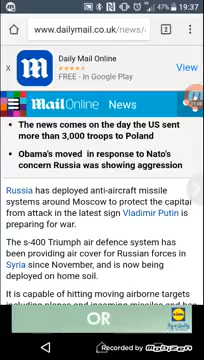 47% 19:37
www.dailymail.co.uk/news/ 2
x Daily Mail Online View
FREE - In Google Play
Mail Online News
The news comes on the day the US sent
more than 3,000 troops to Poland
Obama's moved in response to Nato's
concern Russia was showing aggression
Russia has deployed anti-aircraft missile
systems around Moscow to protect the capital
from attack in the latest sign Vladimir Putin is
preparing for war.
The s-400 Triumph air defence system has
been providing air cover for Russian forces in
Syria since November, and is now being
deployed on home soil.
It is capable of hitting moving airborne targets
OR
LIDL
Recorded by